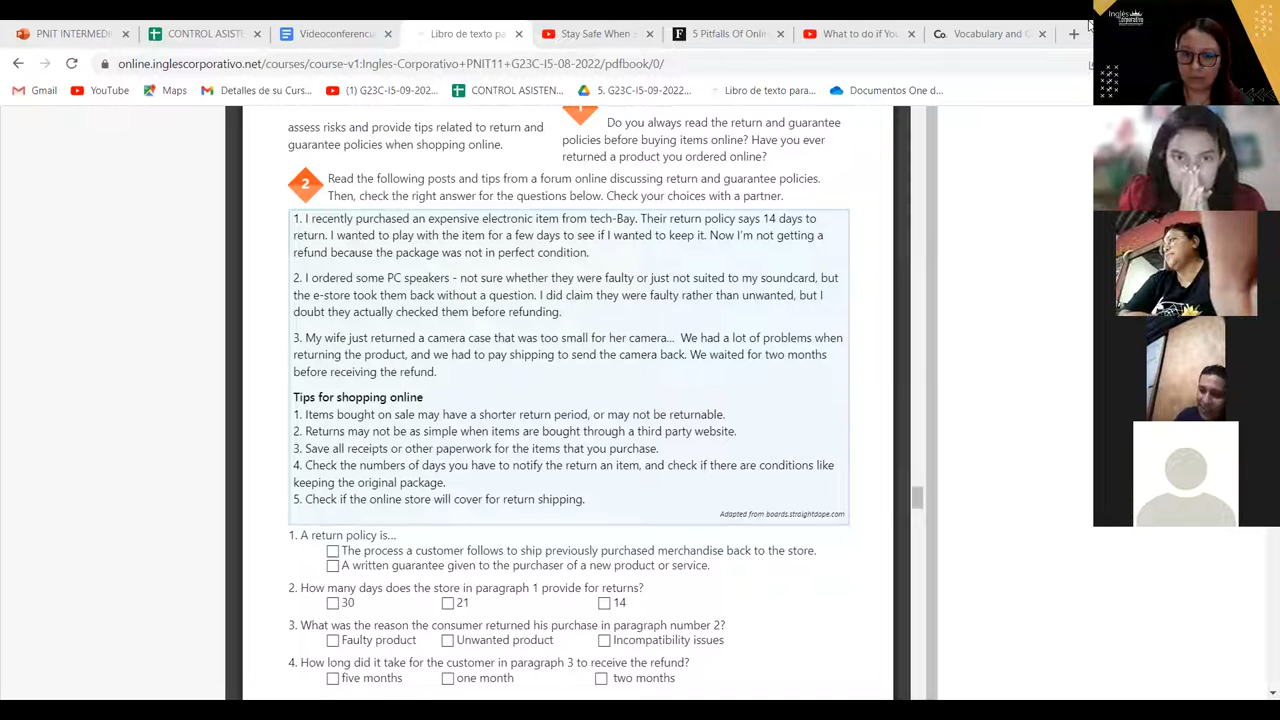 PNIT INTERMEDI
CONTROL ASISTE
Videoconferencia
Libro de texto pa
Stay Safe When
5 Pitfalls Of Onlin
What to do if You
Co. Vocabulary and G
Inglés
Corporativo
online.inglescorporativo.net/courses/course-v1:Ingles-Corporativo+PNIT11+G23C-I5-08-2022/pdfbook/0/
Gmail
YouTube
Maps
Detalles de su Curs...
(1) G23C-I5-09-202...
CONTROL ASISTEN...
5. G23C-I5-09-2022...
Libro de texto para...
Documentos One d...
assess risks and provide tips related to return and
guarantee policies when shopping online.
1
Do you always read the return and guarantee
policies before buying items online? Have you ever
returned a product you ordered online?
2
Read the following posts and tips from a forum online discussing return and guarantee policies.
Then, check the right answer for the questions below. Check your choices with a partner.
1. I recently purchased an expensive electronic item from tech-Bay. Their return policy says 14 days to
return. I wanted to play with the item for a few days to see if I wanted to keep it. Now I'm not getting a
refund because the package was not in perfect condition.
2. I ordered some PC speakers - not sure whether they were faulty or just not suited to my soundcard, but
the e-store took them back without a question. I did claim they were faulty rather than unwanted, but I
doubt they actually checked them before refunding.
3. My wife just returned a camera case that was too small for her camera... We had a lot of problems when
returning the product, and we had to pay shipping to send the camera back. We waited for two months
before receiving the refund.
Tips for shopping online
1. Items bought on sale may have a shorter return period, or may not be returnable.
2. Returns may not be as simple when items are bought through a third party website.
3. Save all receipts or other paperwork for the items that you purchase.
4. Check the numbers of days you have to notify the return an item, and check if there are conditions like
keeping the original package.
5. Check if the online store will cover for return shipping.
Adapted from boards.straightdope.com
1. A return policy is...
The process a customer follows to ship previously purchased merchandise back to the store.
A written guarantee given to the purchaser of a new product or service.
2. How many days does the store in paragraph 1 provide for returns?
30 21 14
3. What was the reason the consumer returned his purchase in paragraph number 2?
Faulty product Unwanted product Incompatibility issues
4. How long did it take for the customer in paragraph 3 to receive the refund?
five months one month two months